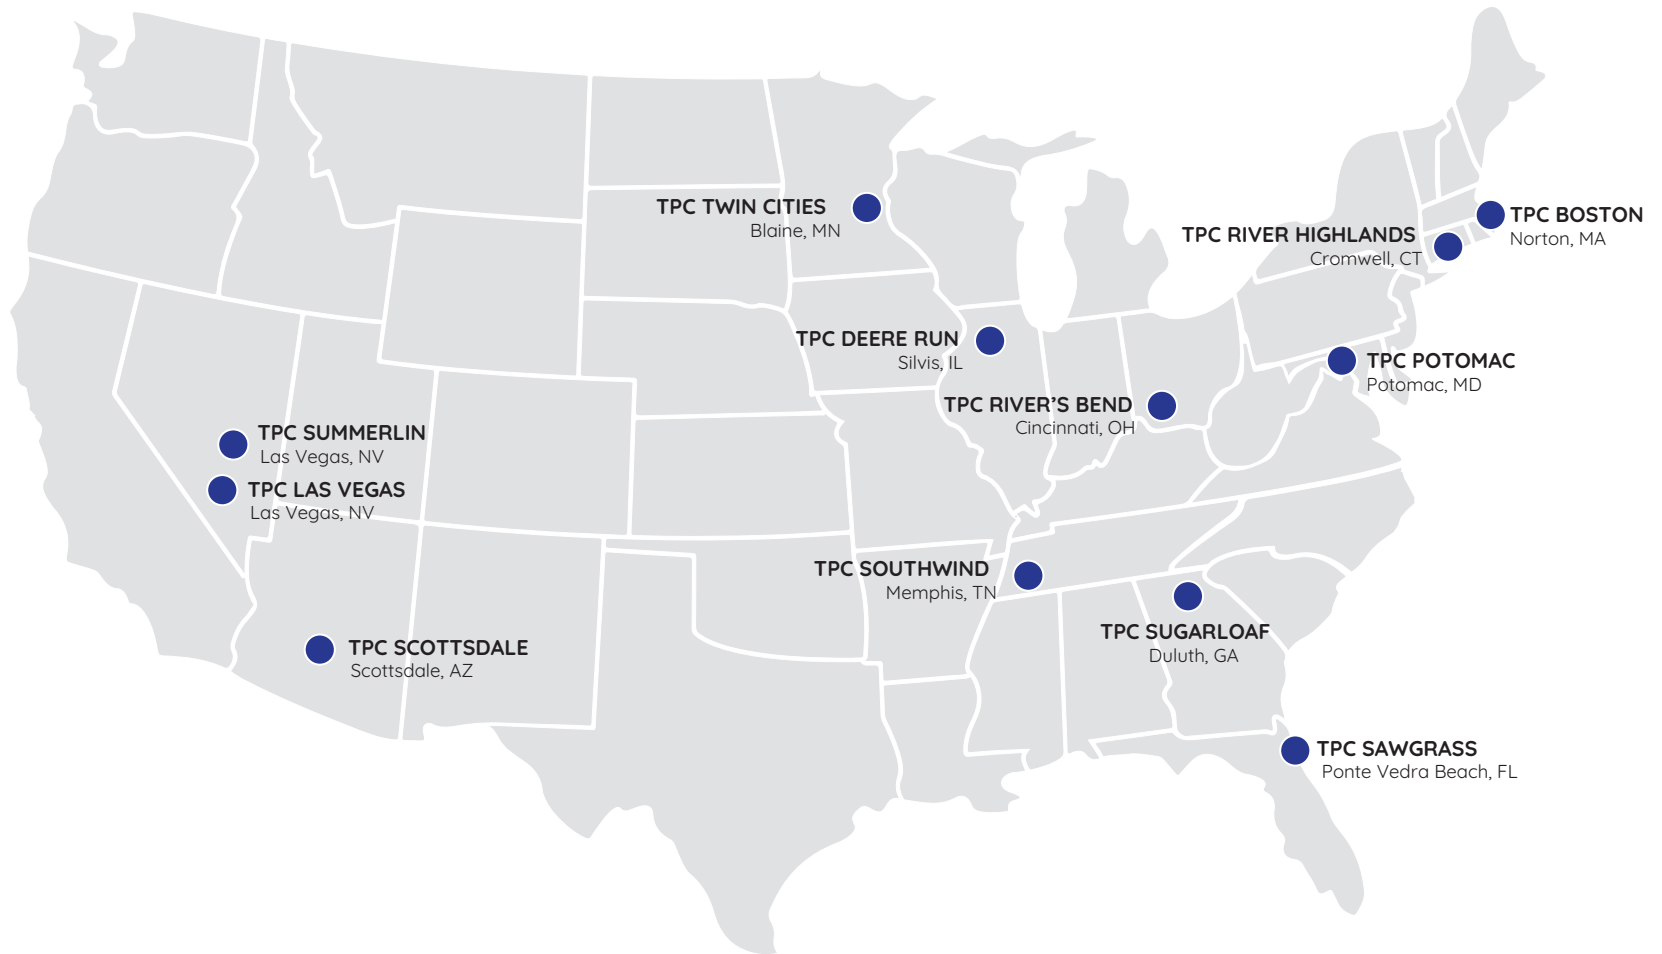 TPC TWIN CITIES
Blaine, MN
TPC BOSTON
Norton, MA
TPC RIVER HIGHLANDS
Cromwell, CT
TPC DEERE RUN
Silvis, IL
TPC POTOMAC
Potomac, MD
TPC RIVER’S BEND
Cincinnati, OH
TPC SUMMERLIN
Las Vegas, NV
TPC LAS VEGAS
Las Vegas, NV
TPC SOUTHWIND
Memphis, TN
TPC SUGARLOAF
Duluth, GA
TPC SCOTTSDALE
Scottsdale, AZ
TPC SAWGRASS
Ponte Vedra Beach, FL